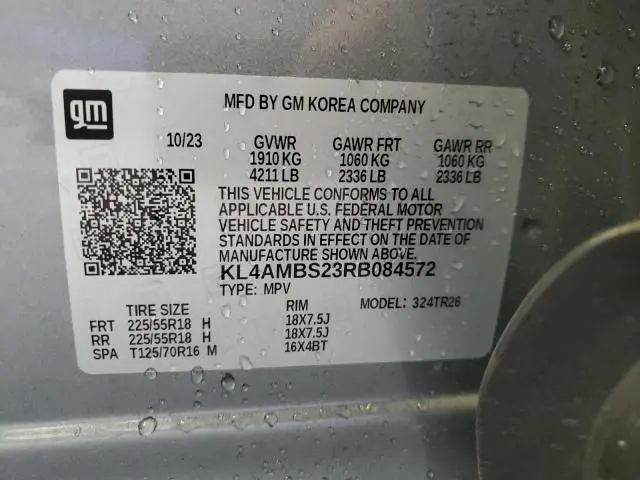 gm
MFD BY GM KOREA COMPANY
10/23 GVWR GAWR FRT GAWR RR
1910 KG 1060 KG 1060 KG
4211 LB 2336 LB 2336 LB
THIS VEHICLE CONFORMS TO ALL
APPLICABLE U.S. FEDERAL MOTOR
VEHICLE SAFETY AND THEFT PREVENTION
STANDARDS IN EFFECT ON THE DATE OF
MANUFACTURE SHOWN ABOVE.
KL4AMBS23RB084572
TYPE: MPV MODEL: 324TR26
TIRE SIZE RIM
FRT 225/55R18 H 18X7.5J
RR 225/55R18 H 18X7.5J
SPA T125/70R16 M 16X4BT